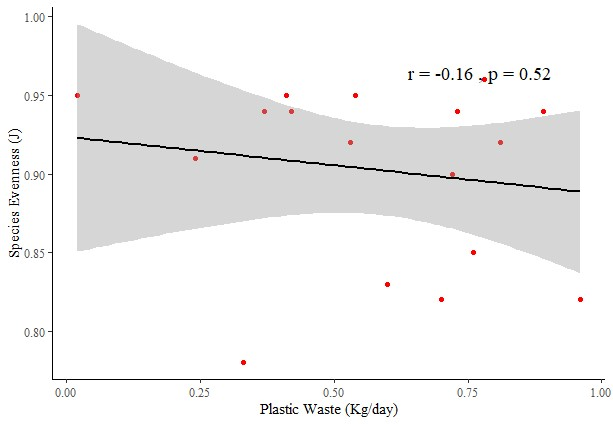 1.00
r = -0.16 , p = 0.52
0.95
0.90
0.85
0.80
Species Evenness (J)
0.00 0.25 0.50 0.75 1.00
Plastic Waste (Kg/day)